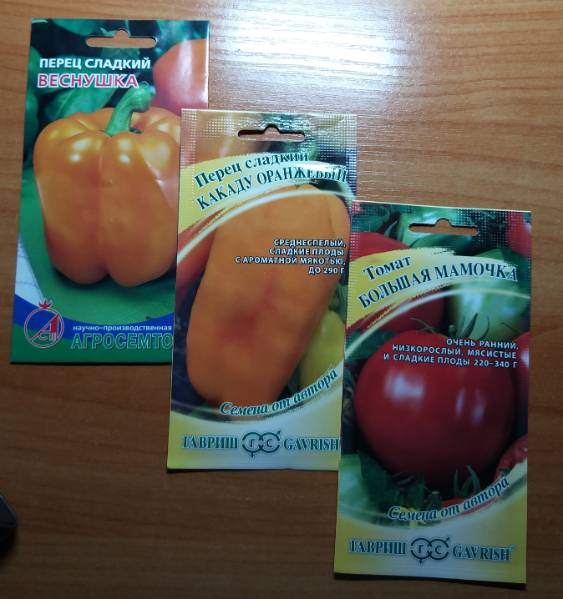 ПЕРЕЦ СЛАДКИЙ
ВЕСНУШКА
научно-производственная
АГРОСЕМТО
Перец сладкий
КАКАДУ ОРАНЖЕВЫЙ
СРЕДНЕСПЕЛЫЙ,
СЛАДКИЕ ПЛОДЫ
С АРОМАТНОЙ МЯКОТЬЮ,
ДО 290 Г
Семена от автора
ГАВРИШ Г С GAVRISH
Томат
БОЛЬШАЯ МАМОЧКА
ОЧЕНЬ РАННИЙ,
НИЗКОРОСЛЫЙ, МЯСИСТЫЕ
И СЛАДКИЕ ПЛОДЫ 220-340 Г
Семена от автора
ГАВРИШ Г С GAVRISH®